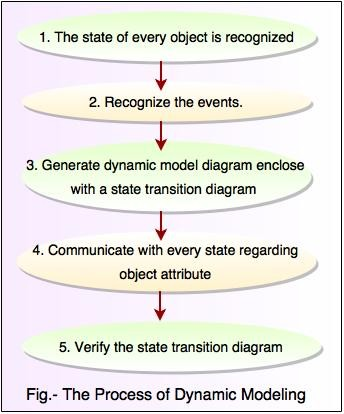 1. The state of every object is recognized
2. Recognize the events.
3. Generate dynamic model diagram enclose
with a state transition diagram
4. Communicate with every state regarding
object attribute
5. Verify the state transition diagram
Fig.- The Process of Dynamic Modeling